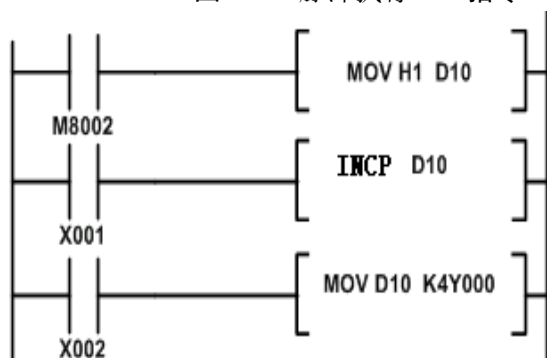 MOV H1 D10
M8002
INCP D10
X001
MOV D10 K4Y000
X002